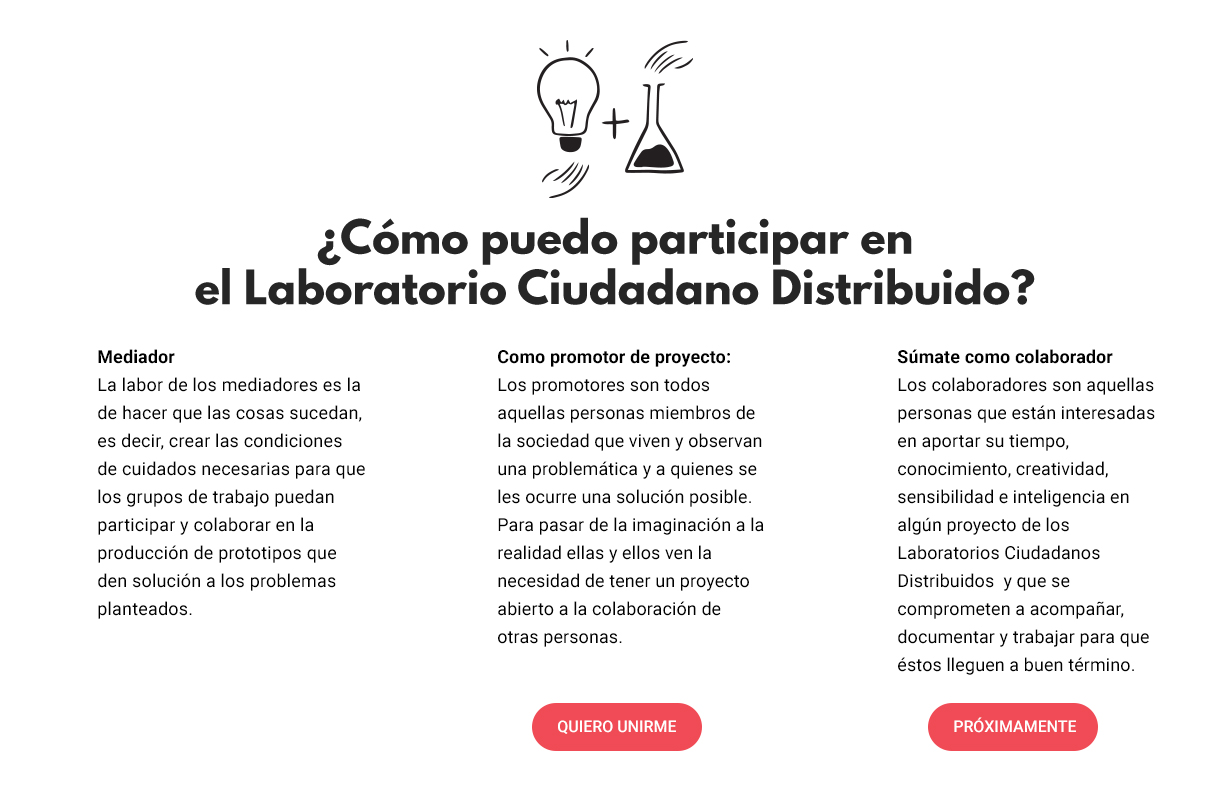 ¿Cómo puedo participar en
el Laboratorio Ciudadano Distribuido?
Mediador
La labor de los mediadores es la
de hacer que las cosas sucedan,
es decir, crear las condiciones
de cuidados necesarias para que
los grupos de trabajo puedan
participar y colaborar en la
producción de prototipos que
den solución a los problemas
planteados.
Como promotor de proyecto:
Los promotores son todos
aquellas personas miembros de
la sociedad que viven y observan
una problemática y a quienes se
les ocurre una solución posible.
Para pasar de la imaginación a la
realidad ellas y ellos ven la
necesidad de tener un proyecto
abierto a la colaboración de
otras personas.
QUIERO UNIRME
Súmate como colaborador
Los colaboradores son aquellas
personas que están interesadas
en aportar su tiempo,
conocimiento, creatividad,
sensibilidad e inteligencia en
algún proyecto de los
Laboratorios Ciudadanos
Distribuidos  y que se
comprometen a acompañar,
documentar y trabajar para que
éstos lleguen a buen término.
PRÓXIMAMENTE